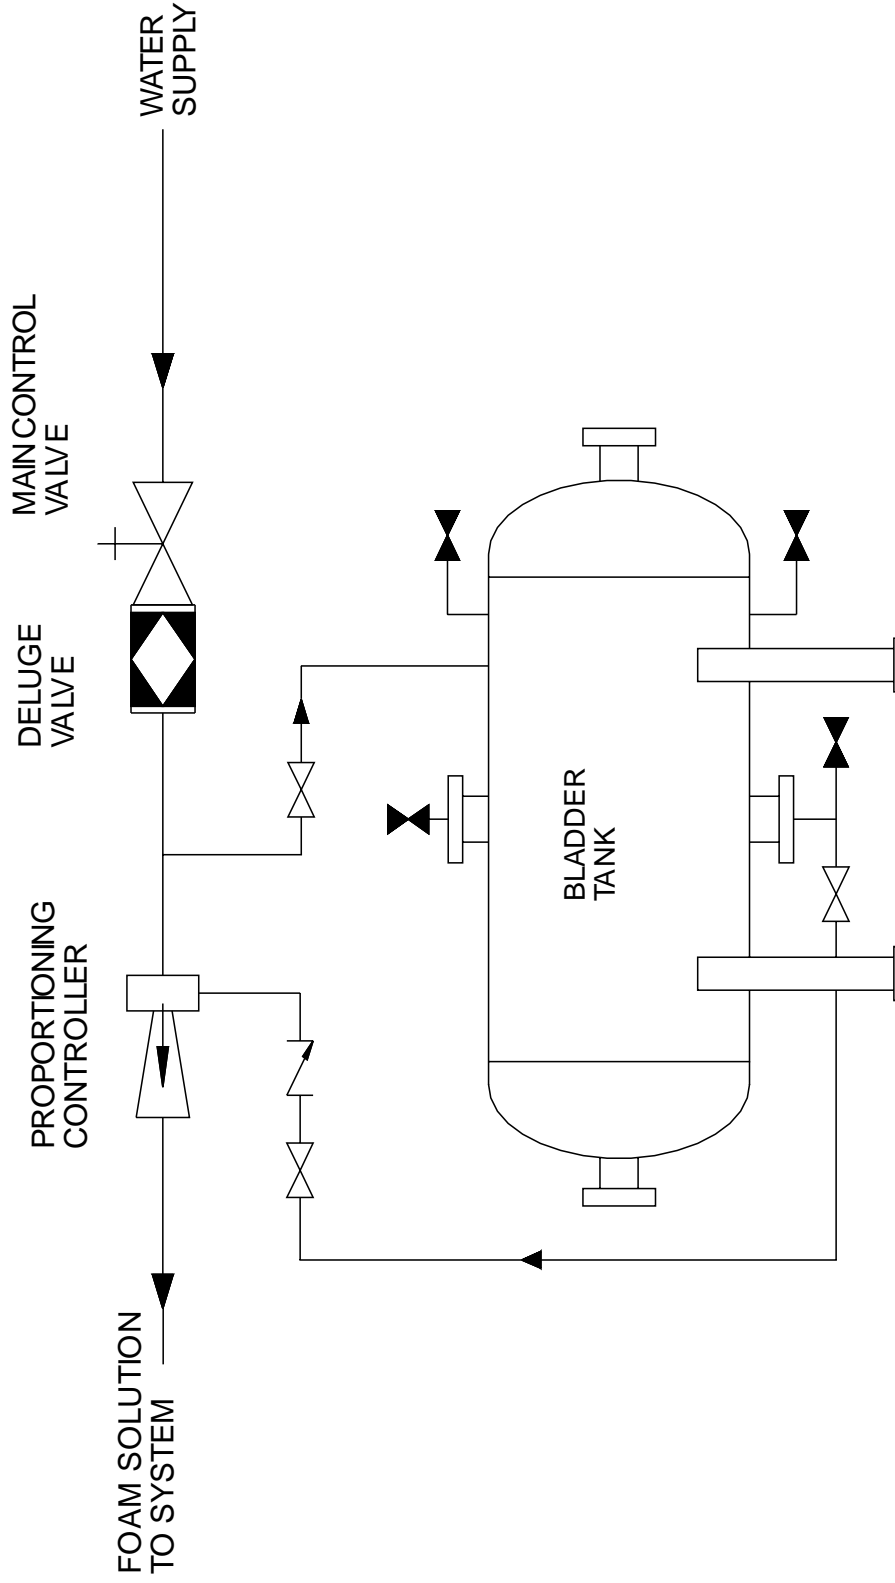 FOAM SOLUTION
TO SYSTEM
PROPORTIONING
CONTROLLER
DELUGE
VALVE
MAIN CONTROL
VALVE
WATER
SUPPLY
BLADDER
TANK